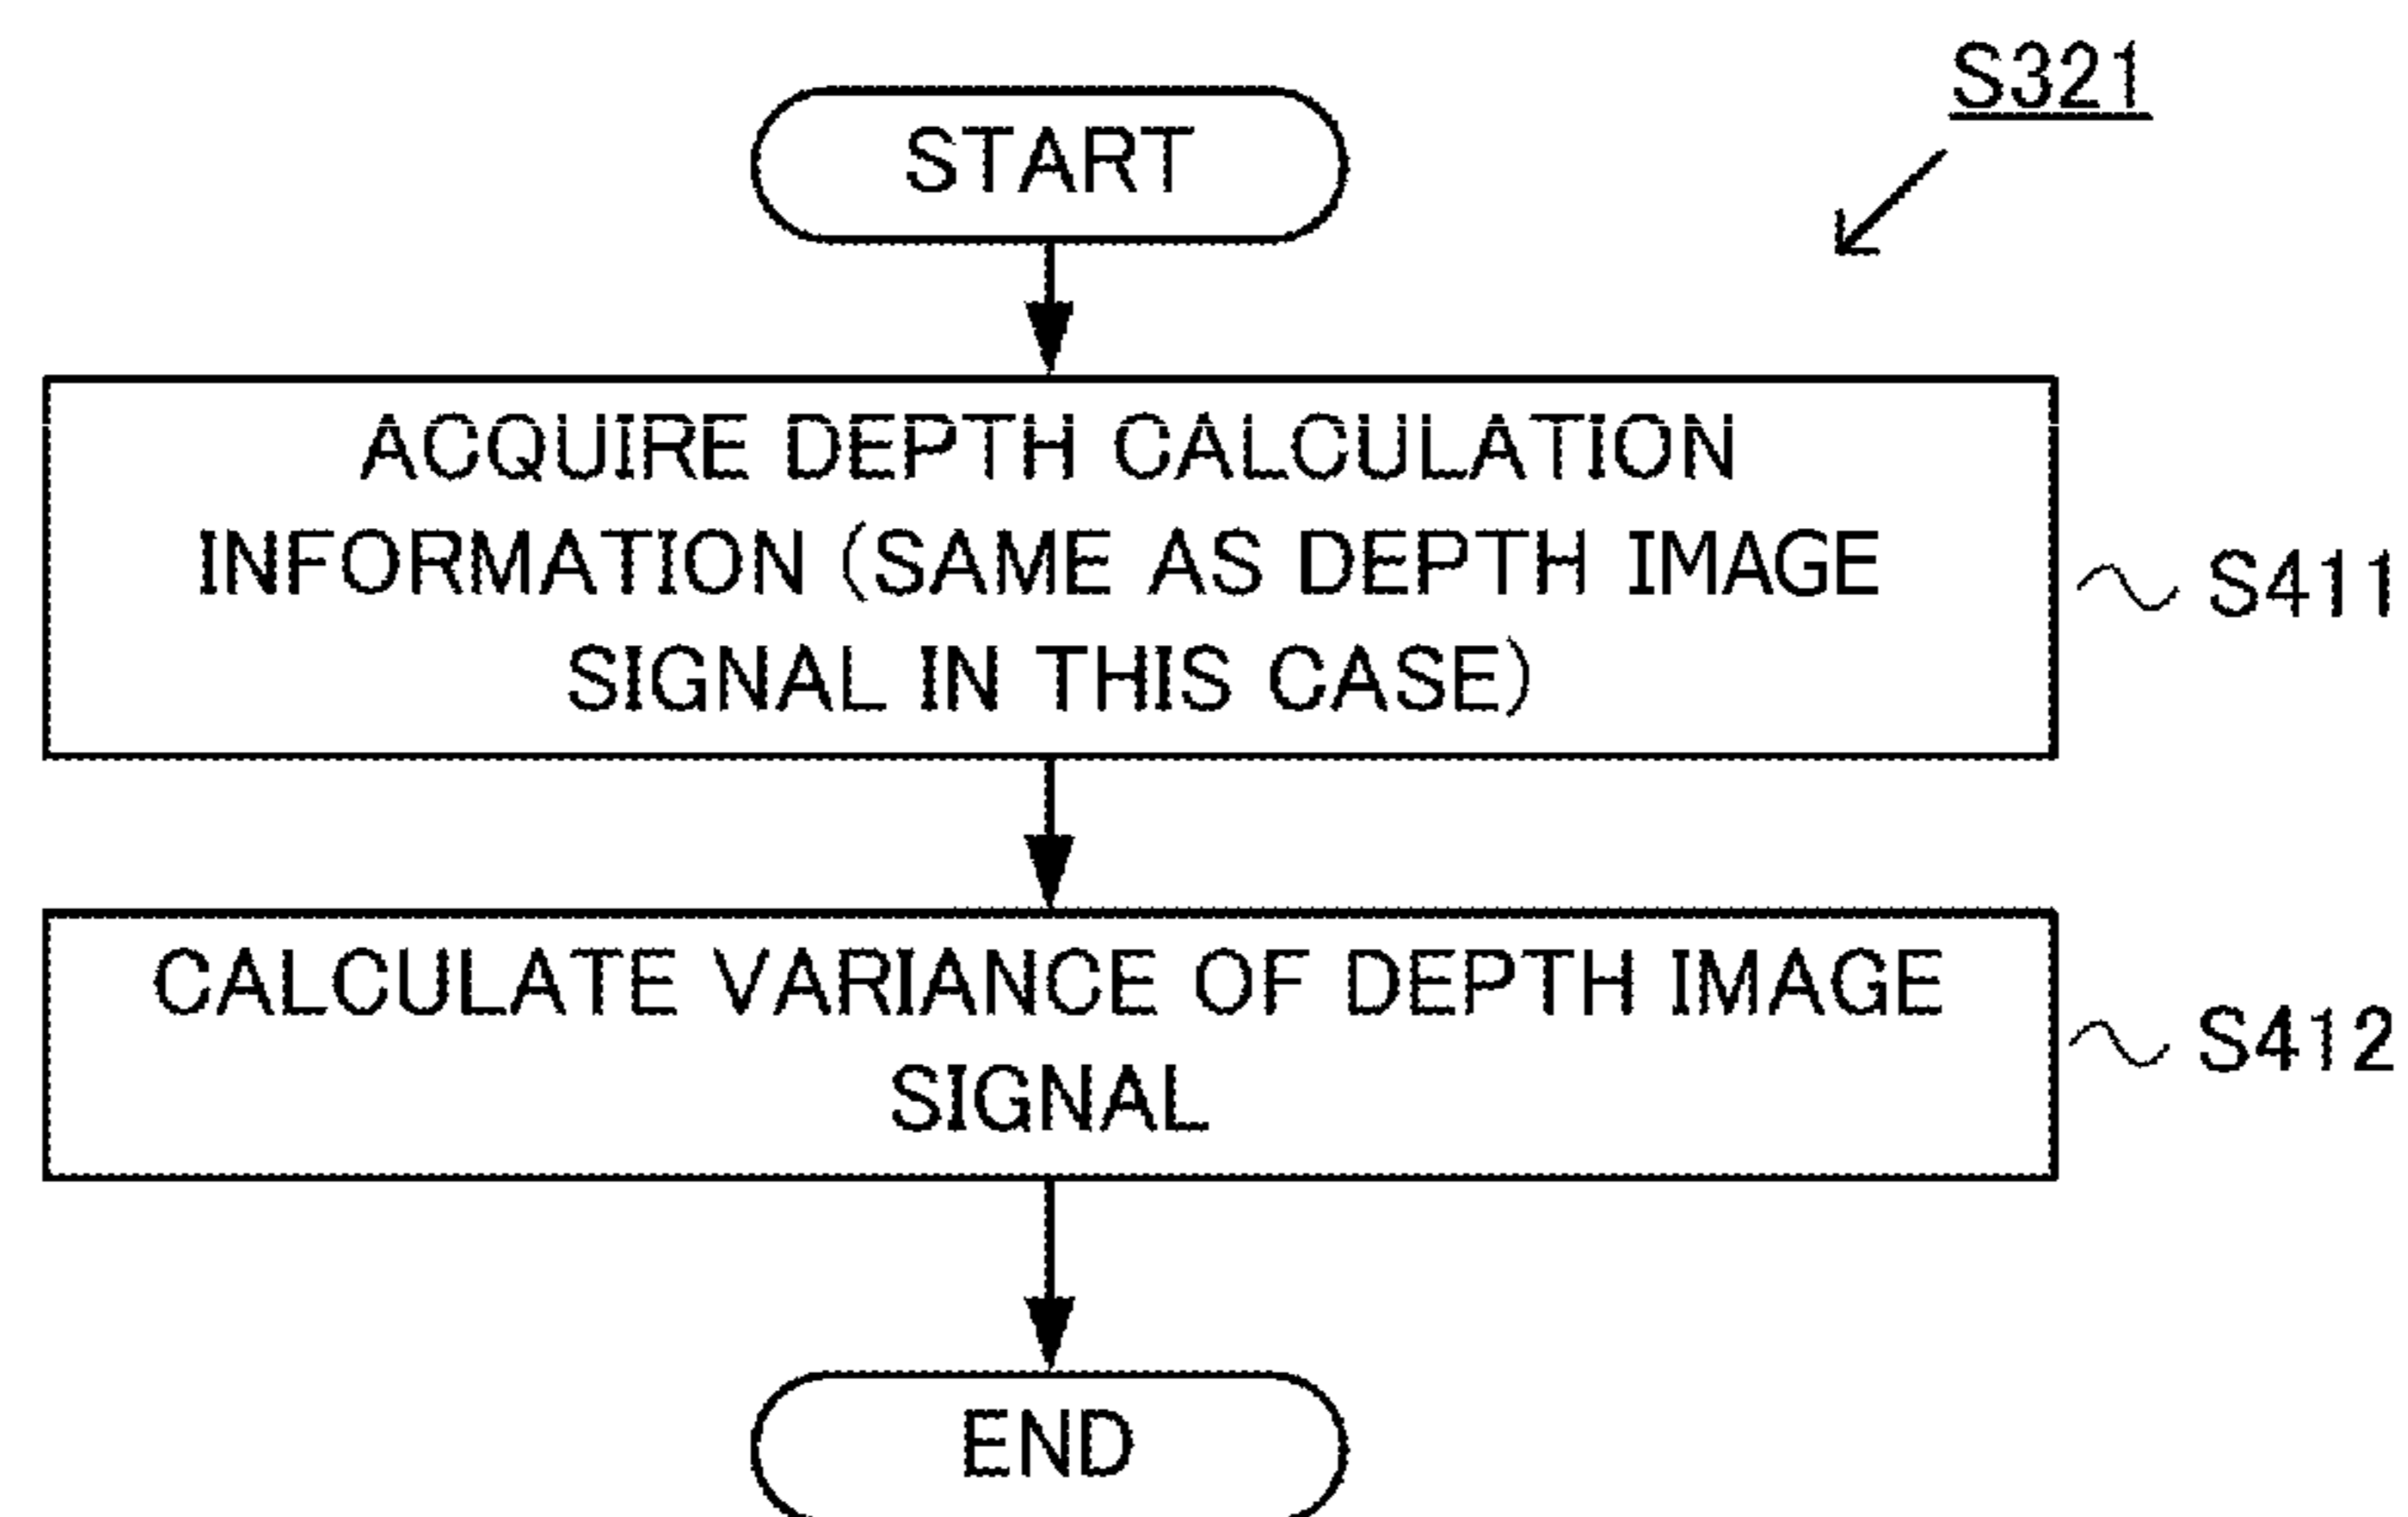 S321
START
ACQUIRE DEPTH CALCULATION
INFORMATION (SAME AS DEPTH IMAGE
SIGNAL IN THIS CASE)
S411
CALCULATE VARIANCE OF DEPTH IMAGE
SIGNAL
S412
END